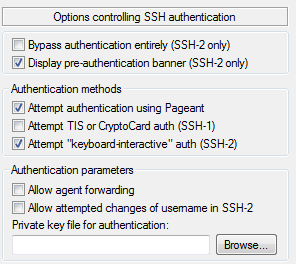 Options controlling SSH authentication
Bypass authentication entirely (SSH-2 only)
Display pre-authentication banner (SSH-2 only)
Authentication methods
Attempt authentication using Pageant
Attempt TIS or CryptoCard auth (SSH-1)
Attempt "keyboard-interactive" auth (SSH-2)
Authentication parameters
Allow agent forwarding
Allow attempted changes of username in SSH-2
Private key file for authentication:
Browse...